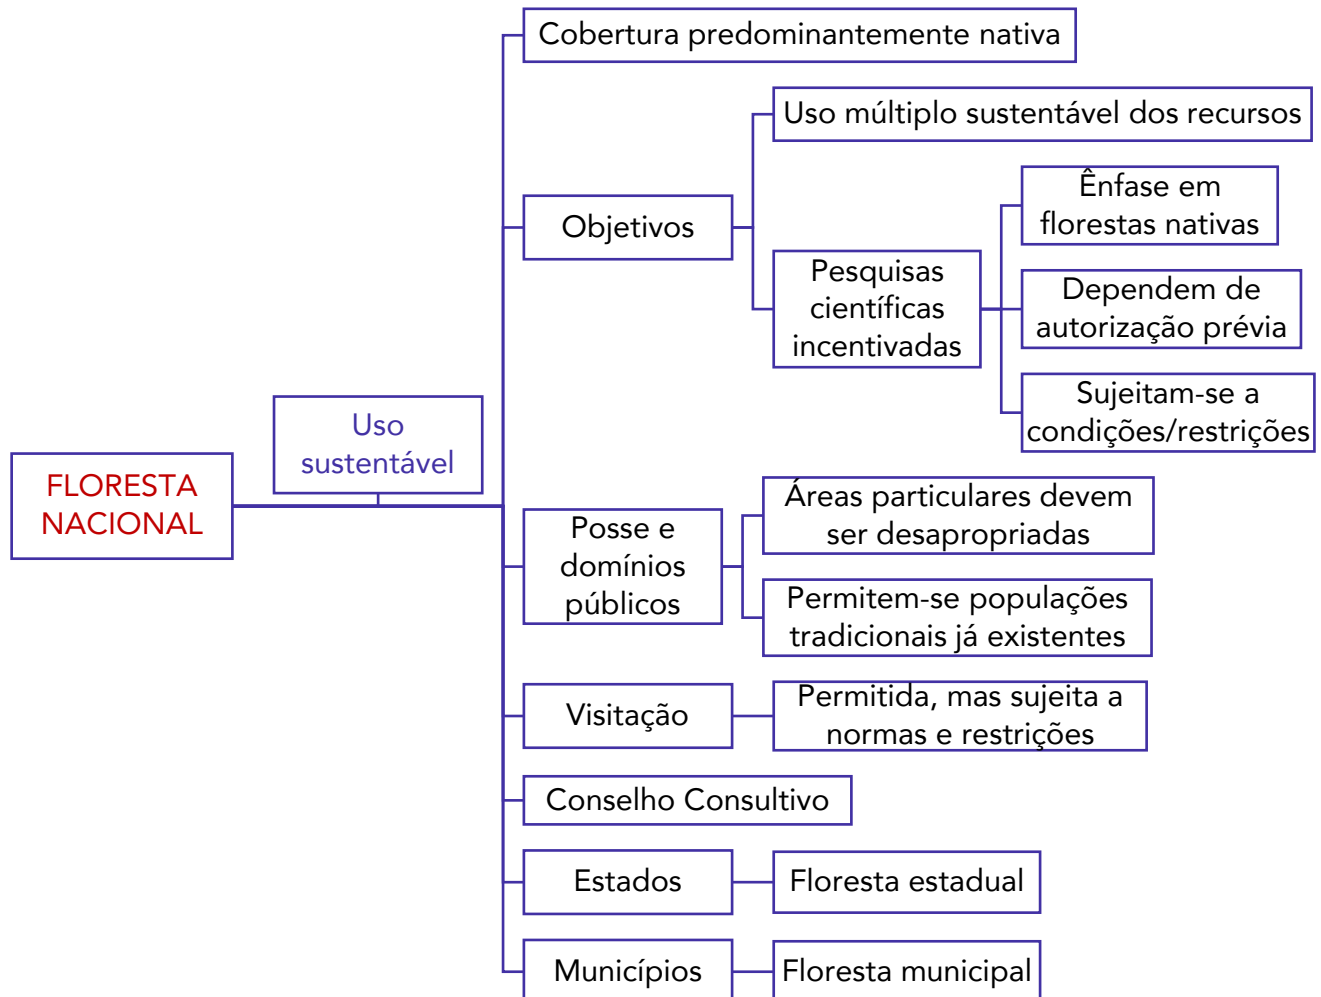 FLORESTA
NACIONAL
Uso
sustentável
Cobertura predominantemente nativa
Objetivos
Uso múltiplo sustentável dos recursos
Pesquisas
científicas
incentivadas
Ênfase em
florestas nativas
Dependem de
autorização prévia
Sujeitam-se a
condições/restrições
Posse e
domínios
públicos
Áreas particulares devem
ser desapropriadas
Permitem-se populações
tradicionais já existentes
Visitação
Permitida, mas sujeita a
normas e restrições
Conselho Consultivo
Estados
Floresta estadual
Municípios
Floresta municipal